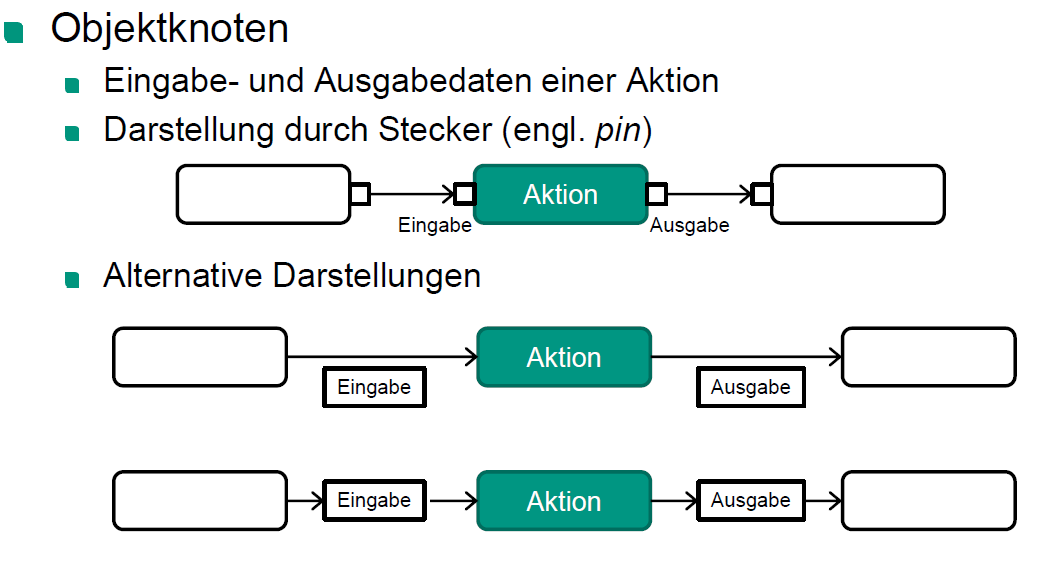 Objektknoten
Eingabe- und Ausgabedaten einer Aktion
Darstellung durch Stecker (engl. pin)
Aktion
Eingabe
Ausgabe
Alternative Darstellungen
Aktion
Eingabe
Ausgabe
Eingabe
Aktion
Ausgabe